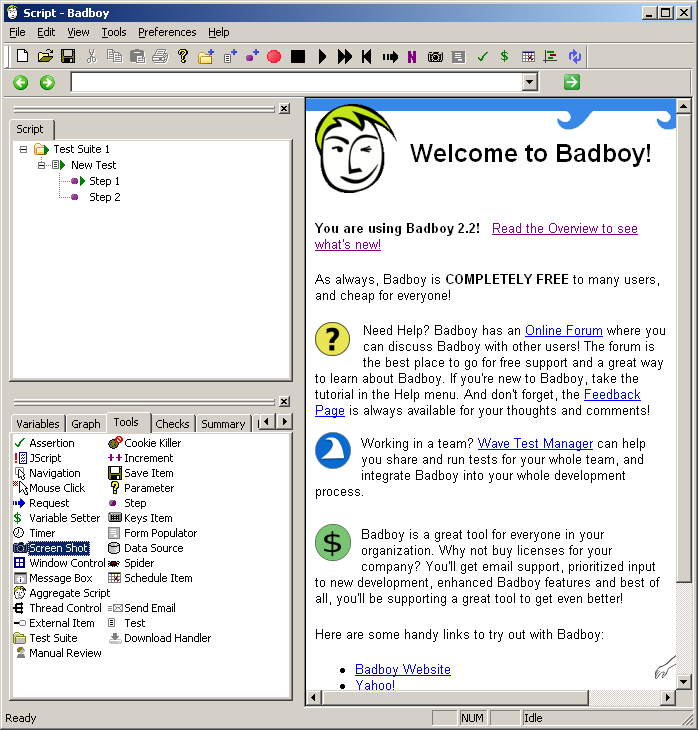 Script - Badboy
File Edit View Tools Preferences Help
Script
Test Suite 1
New Test
Step 1
Step 2
Variables Graph Tools Checks Summary
Assertion Cookie Killer
JScript Increment
Navigation Save Item
Mouse Click Parameter
Request Step
Variable Setter Keys Item
Timer Form Populator
Screen Shot Data Source
Window Control Spider
Message Box Schedule Item
Aggregate Script
Thread Control Send Email
External Item Test
Test Suite Download Handler
Manual Review
Welcome to Badboy!
You are using Badboy 2.2! Read the Overview to see
what's new!
As always, Badboy is COMPLETELY FREE to many users,
and cheap for everyone!
Need Help? Badboy has an Online Forum where you
can discuss Badboy with other users! The forum is
the best place to go for free support and a great way
to learn about Badboy. If you're new to Badboy, take the
tutorial in the Help menu. And don't forget, the Feedback
Page is always available for your thoughts and comments!
Working in a team? Wave Test Manager can help
you share and run tests for your whole team, and
integrate Badboy into your whole development
process.
Badboy is a great tool for everyone in your
organization. Why not buy licenses for your
company? You'll get email support, prioritized input
to new development, enhanced Badboy features and best of
all, you'll be supporting a great tool to get even better!
Here are some handy links to try out with Badboy:
Badboy Website
Yahoo!
Ready NUM Idle